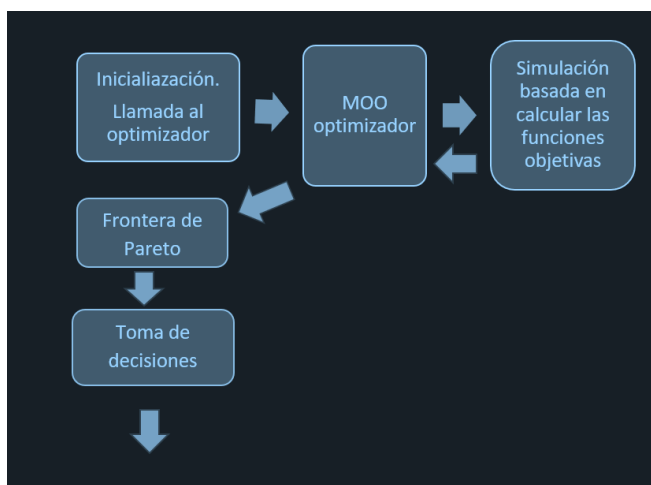 Inicialiazación.
Llamada al
optimizador
MOO
optimizador
Simulación
basada en
calcular las
funciones
objetivas
Frontera de
Pareto
Toma de
decisiones